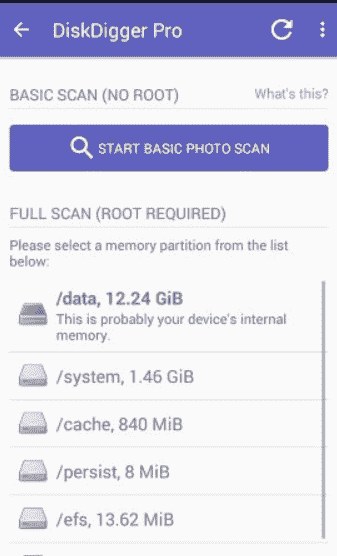 DiskDigger Pro
BASIC SCAN (NO ROOT) What's this?
START BASIC PHOTO SCAN
FULL SCAN (ROOT REQUIRED)
Please select a memory partition from the list
below:
/data, 12.24 GiB
This is probably your device's internal
memory.
/system, 1.46 GiB
/cache, 840 MiB
/persist, 8 MiB
/efs, 13.62 MiB